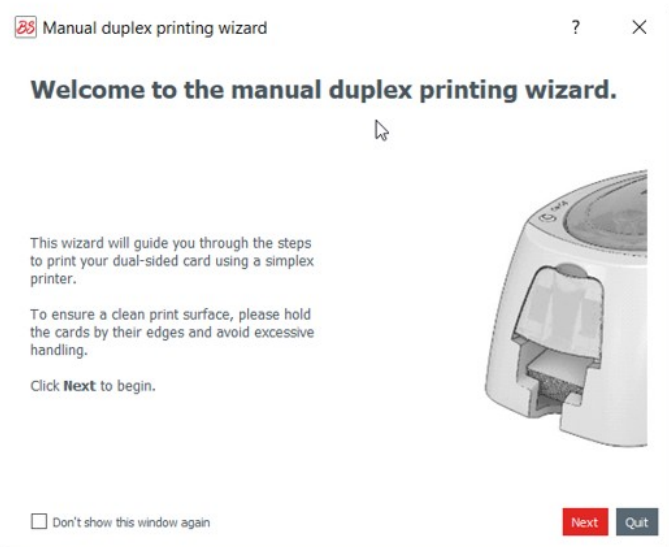 BS Manual duplex printing wizard ? ×
Welcome to the manual duplex printing wizard.
This wizard will guide you through the steps
to print your dual-sided card using a simplex
printer.
To ensure a clean print surface, please hold
the cards by their edges and avoid excessive
handling.
Click Next to begin.
Don't show this window again
Next Quit